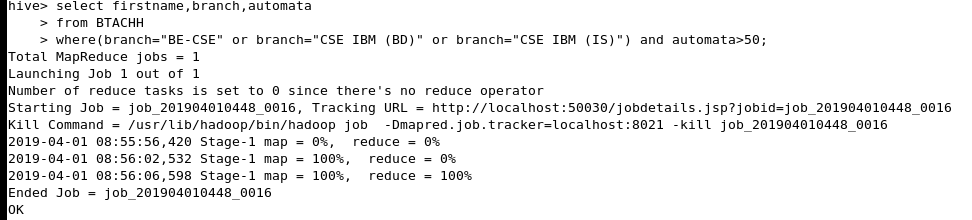 hive> select firstname,branch,automata
    > from BTACHH
    > where(branch="BE-CSE" or branch="CSE IBM (BD)" or branch="CSE IBM (IS)") and automata>50;
Total MapReduce jobs = 1
Launching Job 1 out of 1
Number of reduce tasks is set to 0 since there's no reduce operator
Starting Job = job_201904010448_0016, Tracking URL = http://localhost:50030/jobdetails.jsp?jobid=job_201904010448_0016
Kill Command = /usr/lib/hadoop/bin/hadoop job  -Dmapred.job.tracker=localhost:8021 -kill job_201904010448_0016
2019-04-01 08:55:56,420 Stage-1 map = 0%,  reduce = 0%
2019-04-01 08:56:02,532 Stage-1 map = 100%,  reduce = 0%
2019-04-01 08:56:06,598 Stage-1 map = 100%,  reduce = 100%
Ended Job = job_201904010448_0016
OK